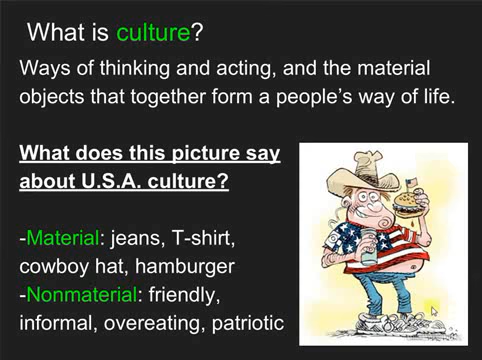 What is culture?
Ways of thinking and acting, and the material
objects that together form a people's way of life.
What does this picture say
about U.S.A. culture?
-Material: jeans, T-shirt,
cowboy hat, hamburger
-Nonmaterial: friendly,
informal, overeating, patriotic